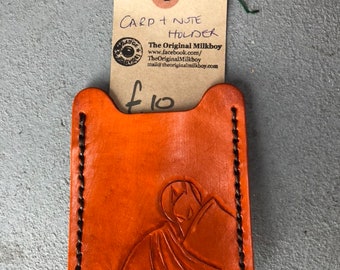 CARD + NOTE
HOLDER
The Original Milkboy
www.facebook.com/
TheOriginalMilkboy
£10